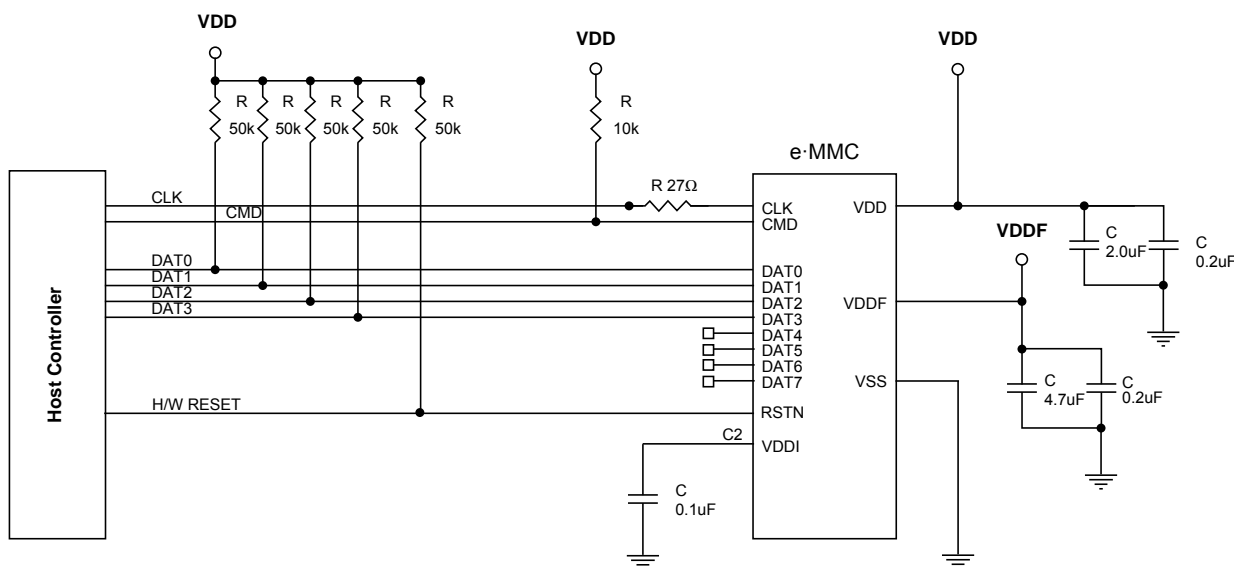 VDD
VDD
VDD
R
50k
R
50k
R
50k
R
50k
R
50k
R
10k
e·MMC
Host Controller
CLK
CMD
DAT0
DAT1
DAT2
DAT3
H/W RESET
R 27Ω
CLK
CMD
DAT0
DAT1
DAT2
DAT3
DAT4
DAT5
DAT6
DAT7
RSTN
C2
VDDI
VDD
VDDF
VSS
C
0.1uF
VDDF
C
2.0uF
C
0.2uF
C
4.7uF
C
0.2uF